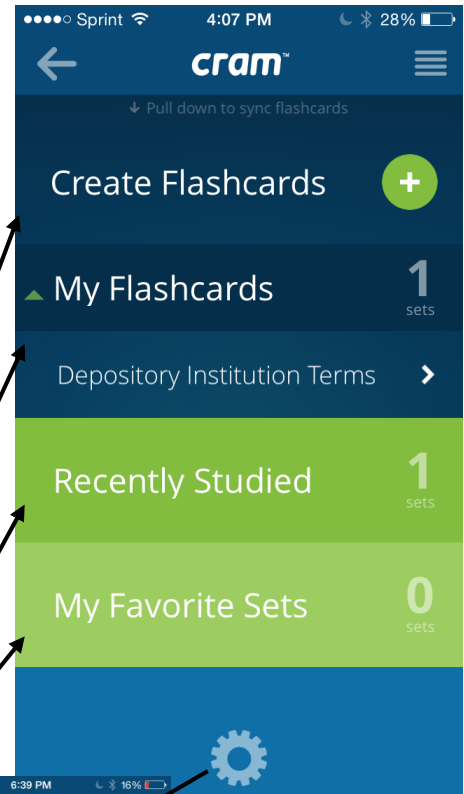 Sprint 4:07 PM 28%
cram™
Pull down to sync flashcards
Create Flashcards +
My Flashcards 1
sets
Depository Institution Terms
Recently Studied 1
sets
My Favorite Sets 0
sets
6:39 PM 16%